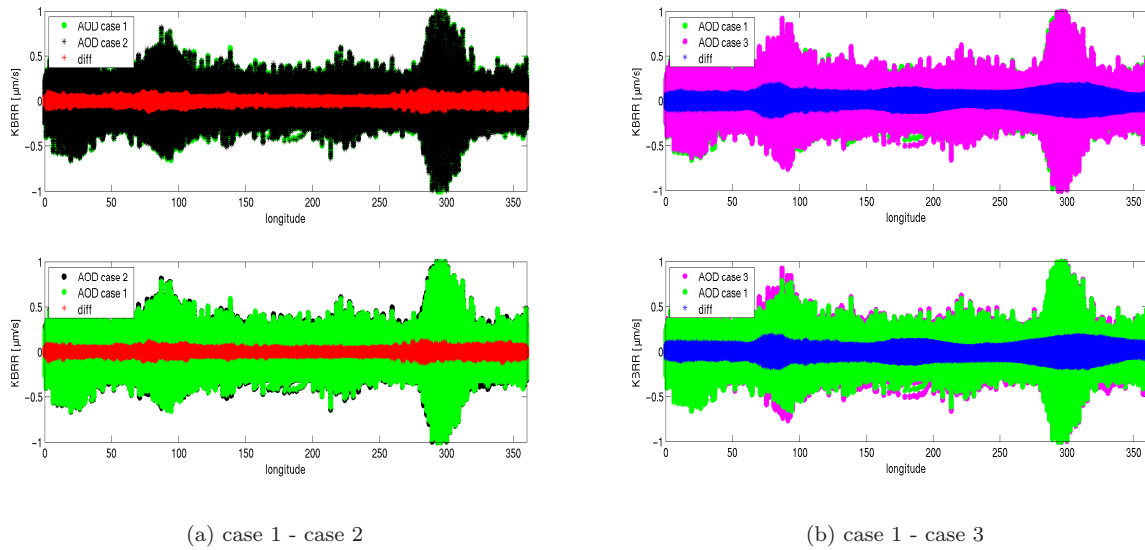 1
0.5
0
−0.5
−1
KBRR [ µm/s]
AOD case 1
AOD case 2
diff
0 50 100 150 200 250 300 350
longitude
1
0.5
0
−0.5
−1
KBRR [ µm/s]
AOD case 1
AOD case 3
diff
0 50 100 150 200 250 300 350
longitude
1
0.5
0
−0.5
−1
KBRR [ µm/s]
AOD case 2
AOD case 1
diff
0 50 100 150 200 250 300 350
longitude
1
0.5
0
−0.5
−1
KBRR [ µm/s]
AOD case 3
AOD case 1
diff
0 50 100 150 200 250 300 350
longitude
(a) case 1 - case 2
(b) case 1 - case 3